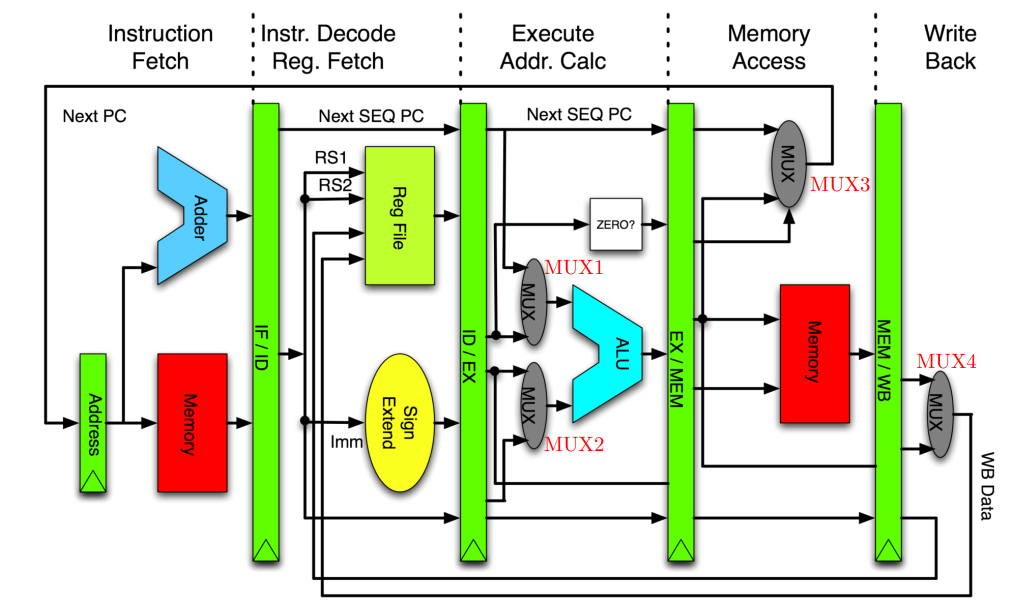 Instruction
Fetch
Instr. Decode
Reg. Fetch
Execute
Addr. Calc
Memory
Access
Write
Back
Next PC
Next SEQ PC
Next SEQ PC
RS1
RS2
Reg File
Adder
ZERO?
MUX
MUX3
MUX1
MUX
IF / ID
ID / EX
ALU
EX / MEM
Memory
MEM / WB
MUX4
MUX
Address
Memory
Sign
Extend
Imm
MUX
MUX2
WB Data